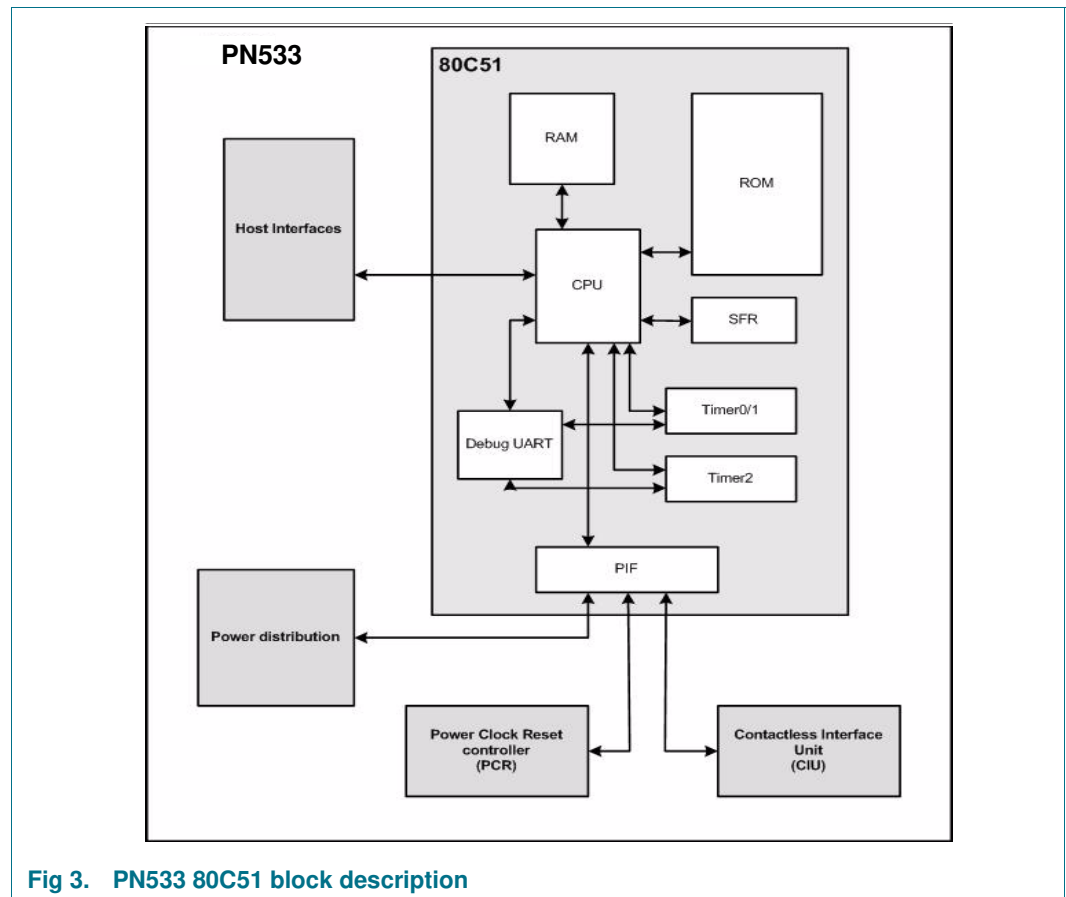 PN533
80C51
RAM
ROM
Host Interfaces
CPU
SFR
Timer0/1
Debug UART
Timer2
PIF
Power distribution
Power Clock Reset
controller
(PCR)
Contactless Interface
Unit
(CIU)
Fig 3. PN533 80C51 block description